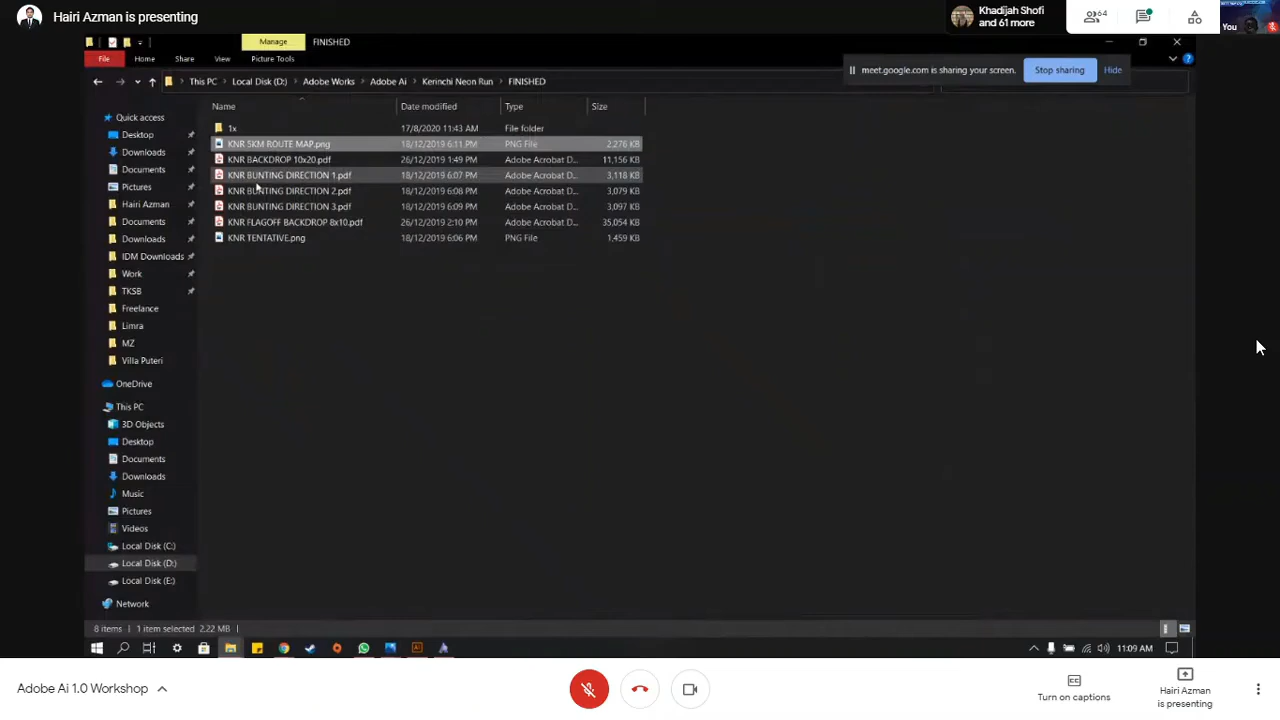 Hairi Azman is presenting
Khadijah Shofi
and 61 more
64
You
Manage
FINISHED
File
Home
Share
View
Picture Tools
meet.google.com is sharing your screen.
Stop sharing
Hide
This PC
Local Disk (D:)
Adobe Works
Adobe Ai
Kerinchi Neon Run
FINISHED
Name
Date modified
Type
Size
1x 17/8/2020 11:43 AM File folder
KNR 5KM ROUTE MAP.png 18/12/2019 6:11 PM PNG File 2,276 KB
KNR BACKDROP 10x20.pdf 26/12/2019 1:49 PM Adobe Acrobat D... 11,156 KB
KNR BUNTING DIRECTION 1.pdf 18/12/2019 6:07 PM Adobe Acrobat D... 3,118 KB
KNR BUNTING DIRECTION 2.pdf 18/12/2019 6:08 PM Adobe Acrobat D... 3,079 KB
KNR BUNTING DIRECTION 3.pdf 18/12/2019 6:09 PM Adobe Acrobat D... 3,097 KB
KNR FLAGOFF BACKDROP 8x10.pdf 26/12/2019 2:10 PM Adobe Acrobat D... 35,054 KB
KNR TENTATIVE.png 18/12/2019 6:06 PM PNG File 1,459 KB
Quick access
Desktop
Downloads
Documents
Pictures
Hairi Azman
Documents
Downloads
IDM Downloads
Work
TKSB
Freelance
Limra
MZ
Villa Puteri
OneDrive
This PC
3D Objects
Desktop
Documents
Downloads
Music
Pictures
Videos
Local Disk (C:)
Local Disk (D:)
Local Disk (E:)
Network
8 items 1 item selected 2.22 MB
11:09 AM
Adobe Ai 1.0 Workshop
Turn on captions
Hairi Azman
is presenting